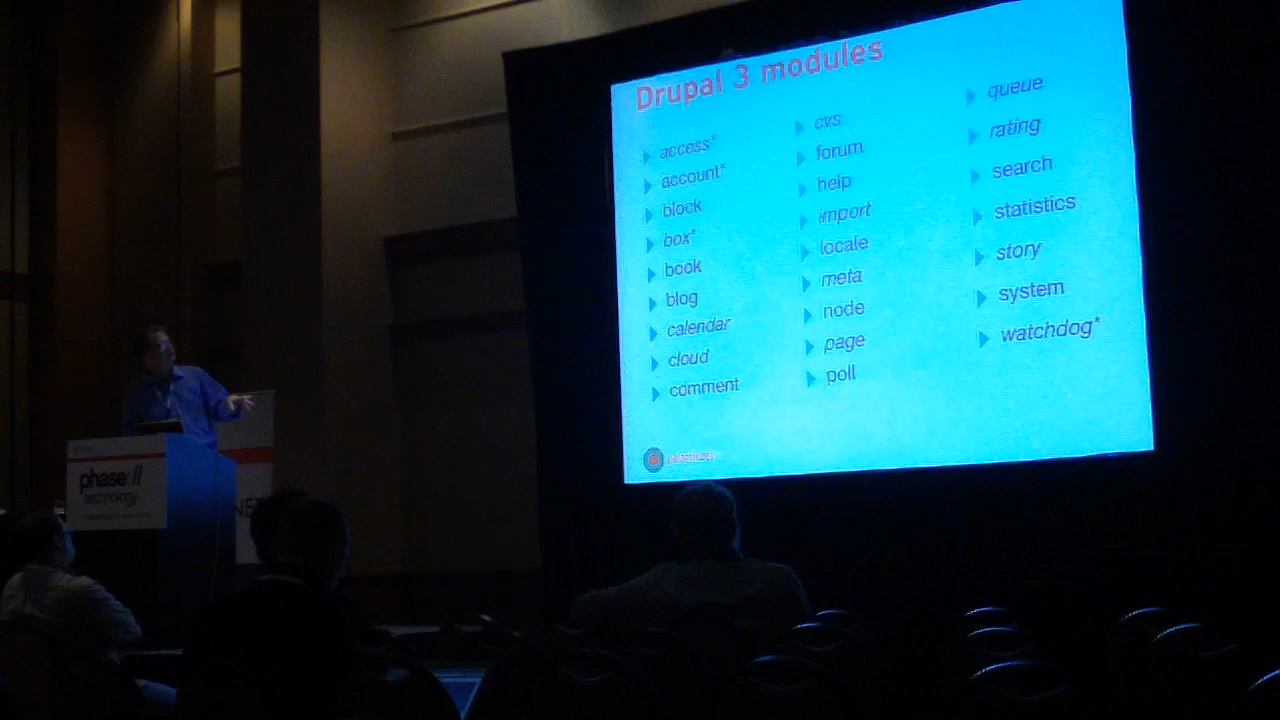 Drupal 3 modules
access*
account*
block
box*
book
blog
calendar
cloud
comment
cvs
forum
help
import
locale
meta
node
page
poll
queue
rating
search
statistics
story
system
watchdog*
phase://
technology
NE